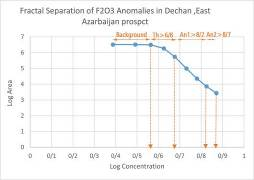 Fractal Separation of F2O3 Anomalies in Dechan ,East
Azarbaijan prospct
Background Th>6/8 An1>8/2 An2>8/7
7
6
5
4
3
2
1
0
Log Area
0 0/1 0/2 0/3 0/4 0/5 0/6 0/7 0/8 0/9 1
Log Concentration